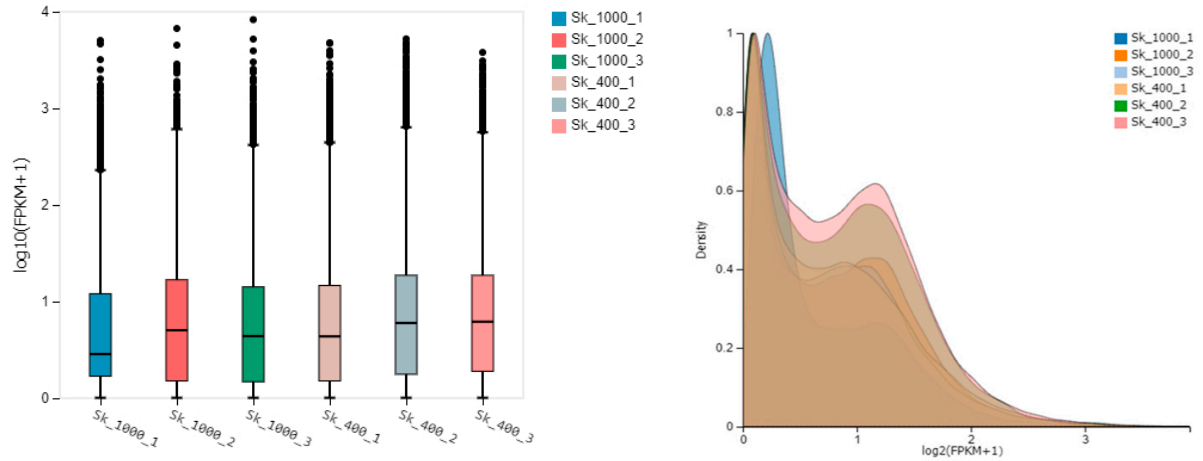 log10(FPKM+1)
4
3
2
1
0
Sk_1000_1
Sk_1000_2
Sk_1000_3
Sk_400_1
Sk_400_2
Sk_400_3
Sk_1000_1
Sk_1000_2
Sk_1000_3
Sk_400_1
Sk_400_2
Sk_400_3
Density
1
0.8
0.6
0.4
0.2
0
0
1
2
3
log2(FPKM+1)
Sk_1000_1
Sk_1000_2
Sk_1000_3
Sk_400_1
Sk_400_2
Sk_400_3